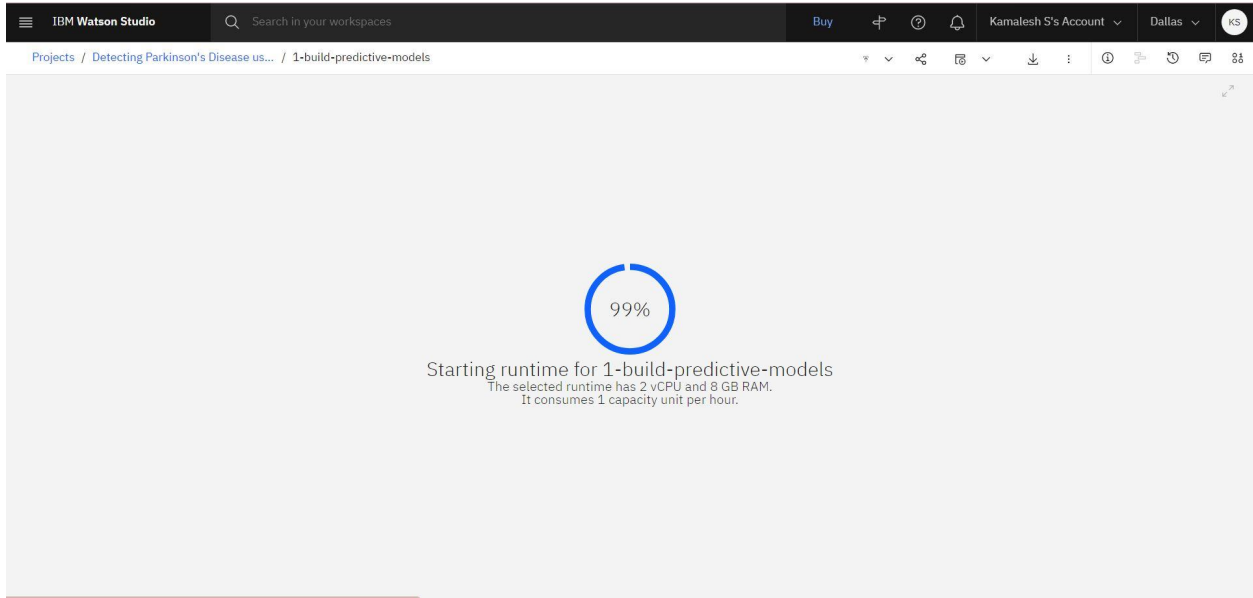 IBM Watson Studio
Search in your workspaces
Buy
Kamalesh S's Account
Dallas
KS
Projects / Detecting Parkinson's Disease us... / 1-build-predictive-models
99%
Starting runtime for 1-build-predictive-models
The selected runtime has 2 vCPU and 8 GB RAM.
It consumes 1 capacity unit per hour.